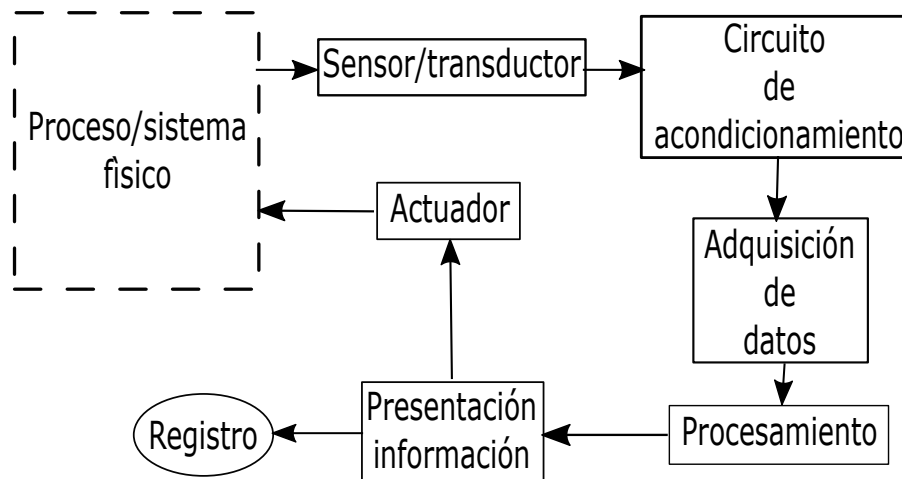 Proceso/sistema
fìsico
Sensor/transductor
Circuito
de
acondicionamiento
Actuador
Adquisición
de
datos
Procesamiento
Presentación
información
Registro